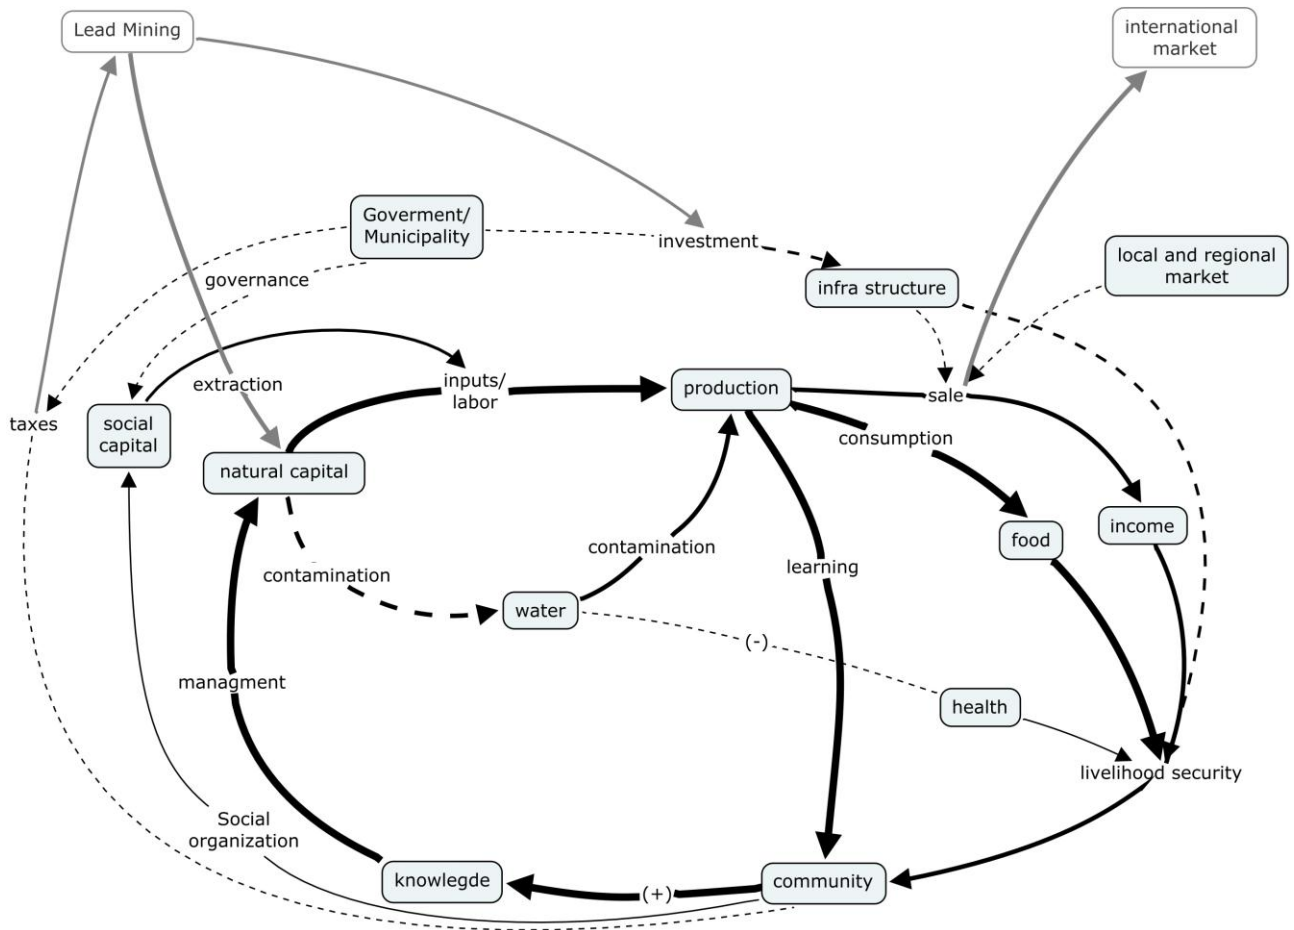 Lead Mining
international
market
Goverment/
Municipality
investment
local and regional
market
governance
infra structure
extraction
inputs/
labor
production
sale
taxes
social
capital
consumption
natural capital
income
food
contamination
learning
contamination
water
(-)
managment
health
livelihood security
Social
organization
knowlegde
(+)
community